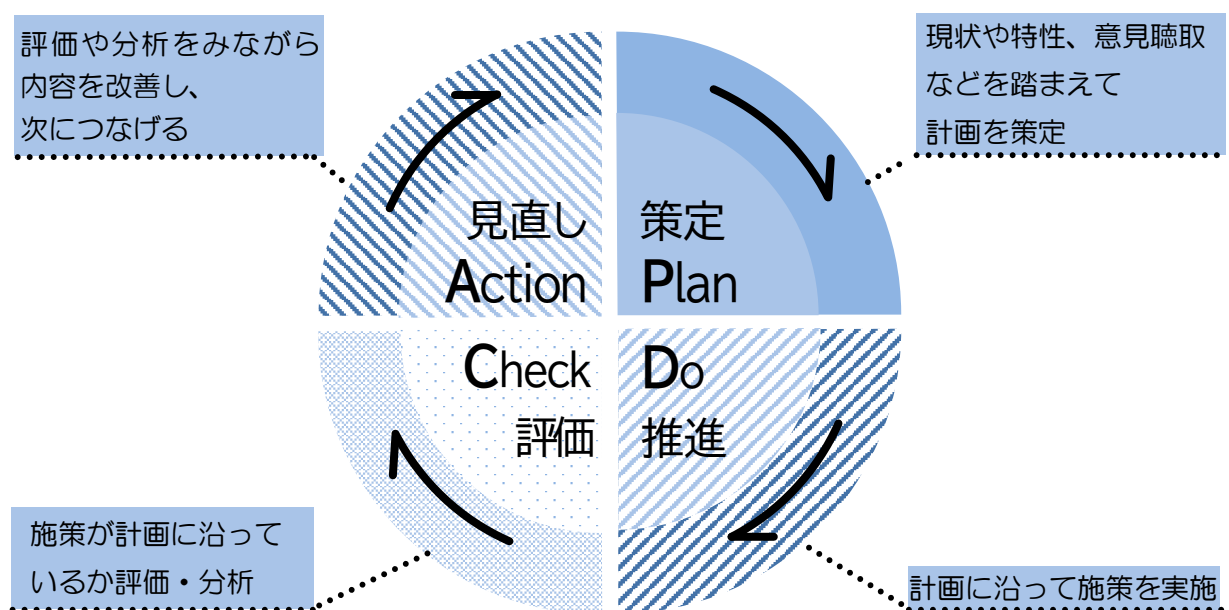 評価や分析をみながら
内容を改善し、
次につなげる
現状や特性、意見聴取
などを踏まえて
計画を策定
見直し
Action
策定
Plan
Check
評価
Do
推進
施策が計画に沿って
いるか評価・分析
計画に沿って施策を実施